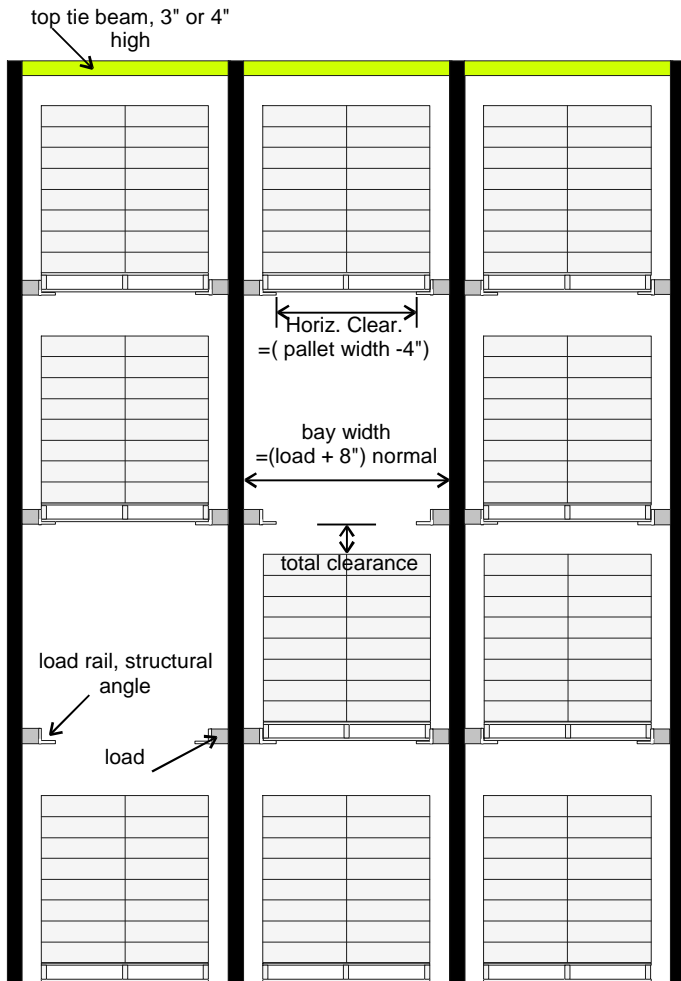 top tie beam, 3" or 4"
high
Horiz. Clear.
=( pallet width -4")
bay width
=(load + 8") normal
total clearance
load rail, structural
angle
load